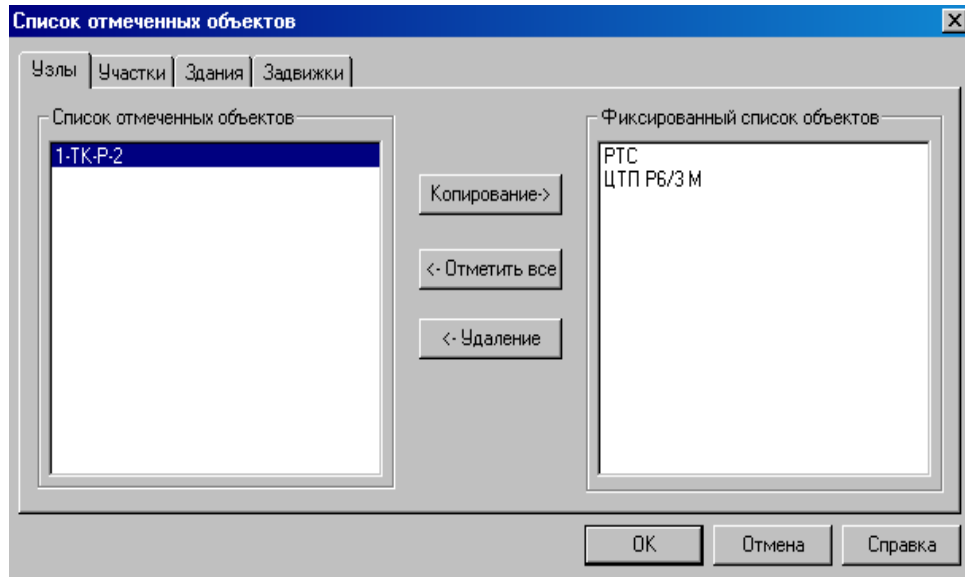 Список отмеченных объектов
Узлы Участки Здания Задвижки
Список отмеченных объектов
1-ТК-Р-2
Копирование->
<- Отметить все
<- Удаление
Фиксированный список объектов
РТС
ЦТП Р6/3 М
OK Отмена Справка